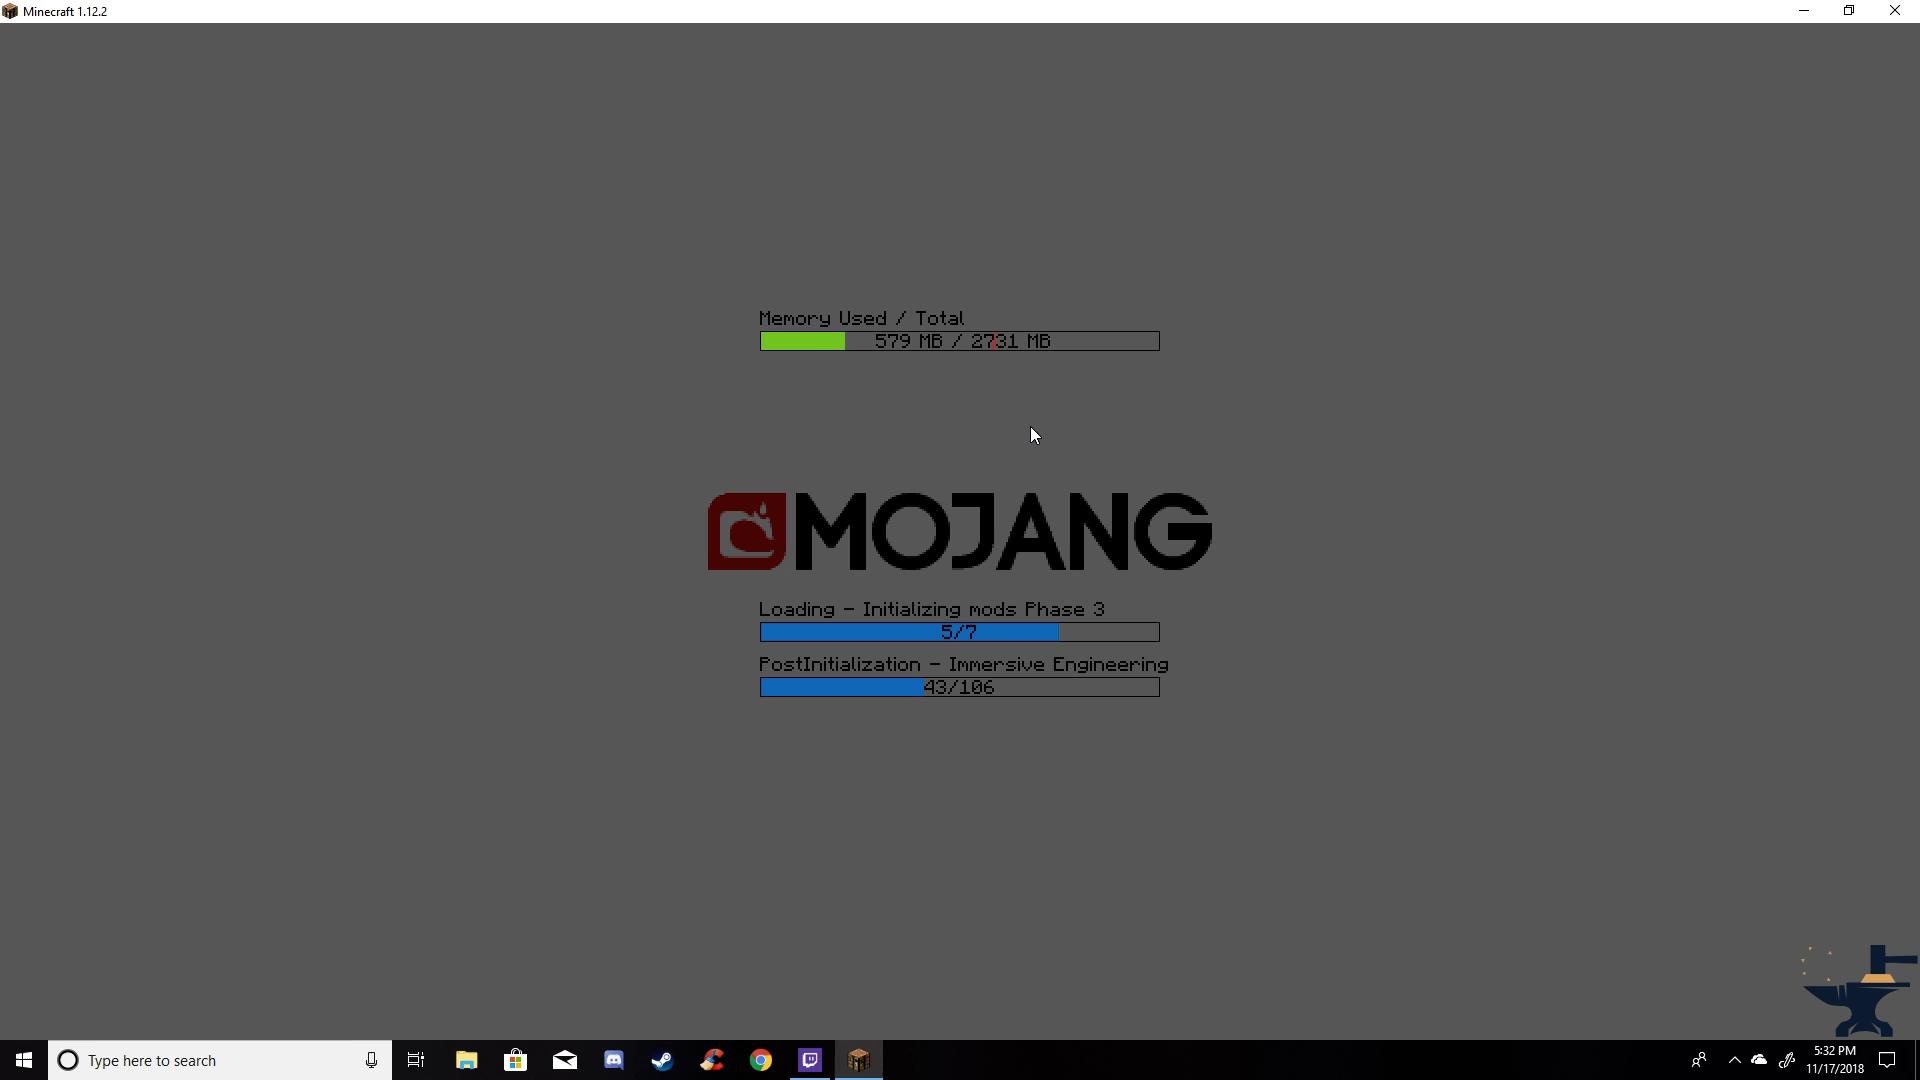 Minecraft 1.12.2
Memory Used / Total
579 MB / 2731 MB
MOJANG
Loading - Initializing mods Phase 3
5/7
PostInitialization - Immersive Engineering
43/106
Type here to search
5:32 PM
11/17/2018